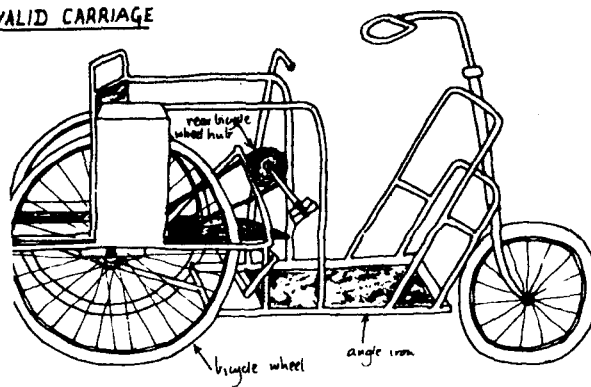 VALID CARRIAGE
rear bicycle
wheel hub
bicycle wheel
angle iron